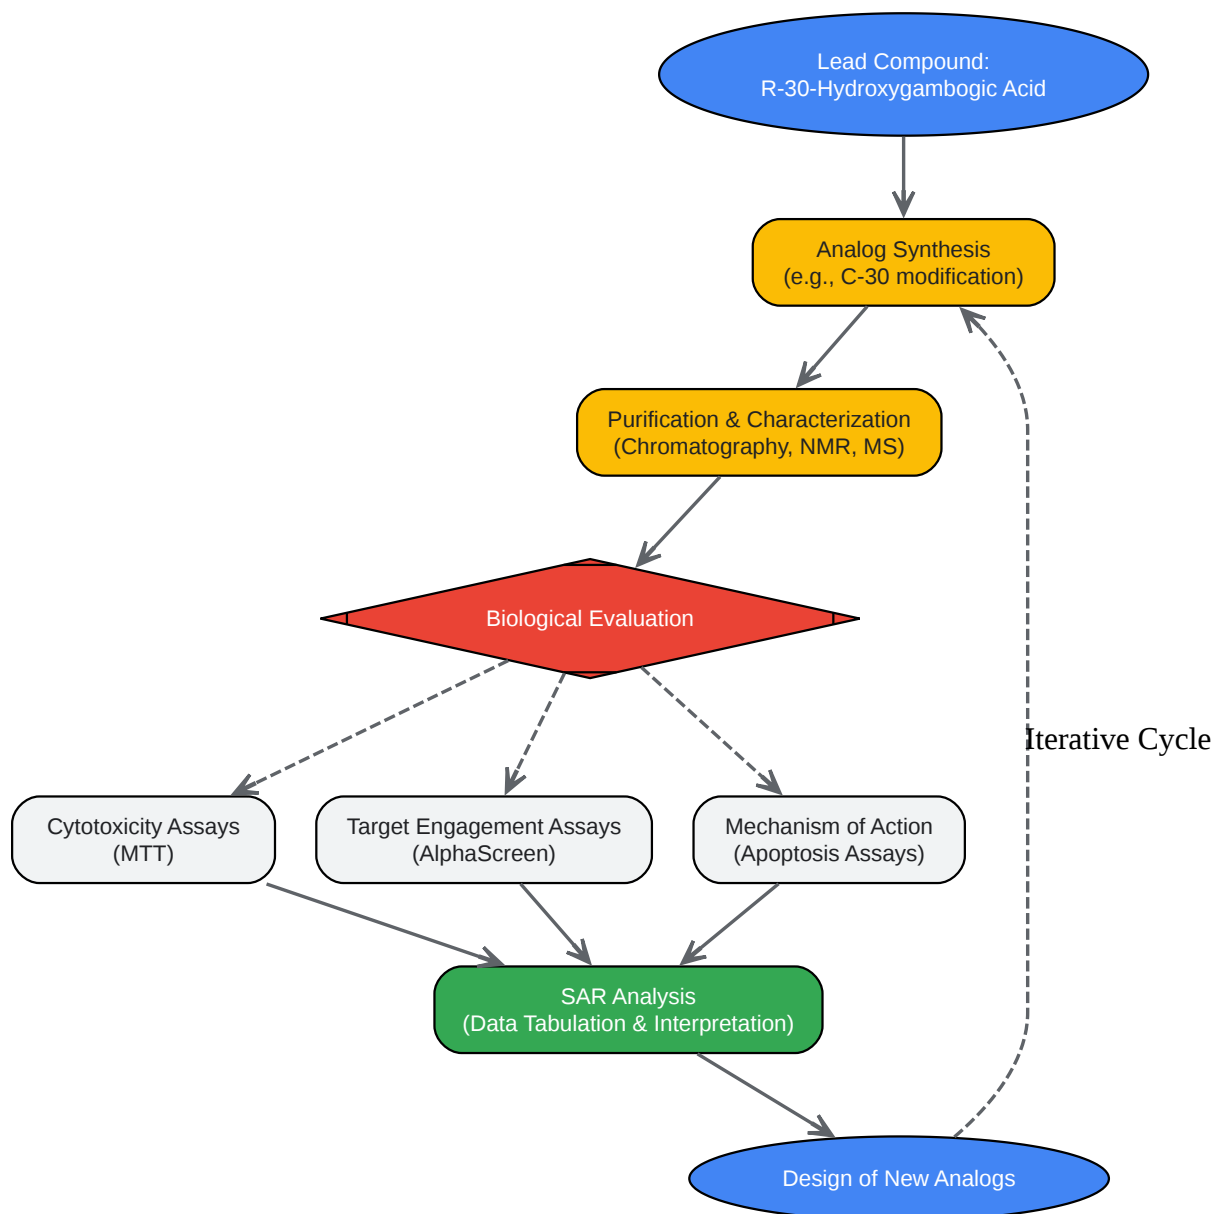 Lead Compound:
R-30-Hydroxygambogic Acid
Analog Synthesis
(e.g., C-30 modification)
Purification & Characterization
(Chromatography, NMR, MS)
Biological Evaluation
Iterative Cycle
Cytotoxicity Assays
(MTT)
Target Engagement Assays
(AlphaScreen)
Mechanism of Action
(Apoptosis Assays)
SAR Analysis
(Data Tabulation & Interpretation)
Design of New Analogs